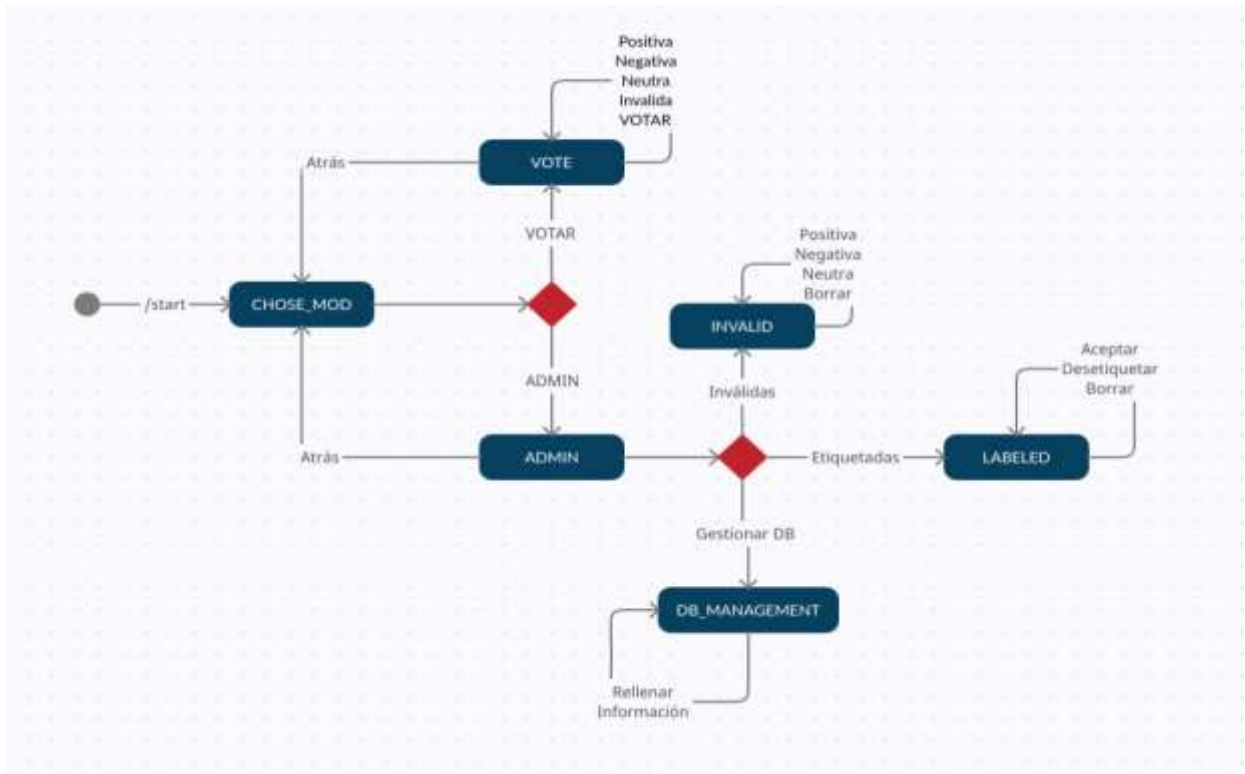 Positiva
Negativa
Neutra
Invalida
VOTAR
Atrás
VOTE
VOTAR
/start
CHOSE_MOD
ADMIN
Positiva
Negativa
Neutra
Borrar
INVALID
Inválidas
Aceptar
Desetiquetar
Borrar
Atrás
ADMIN
Etiquetadas
LABELED
Gestionar DB
DB_MANAGEMENT
Rellenar
Información